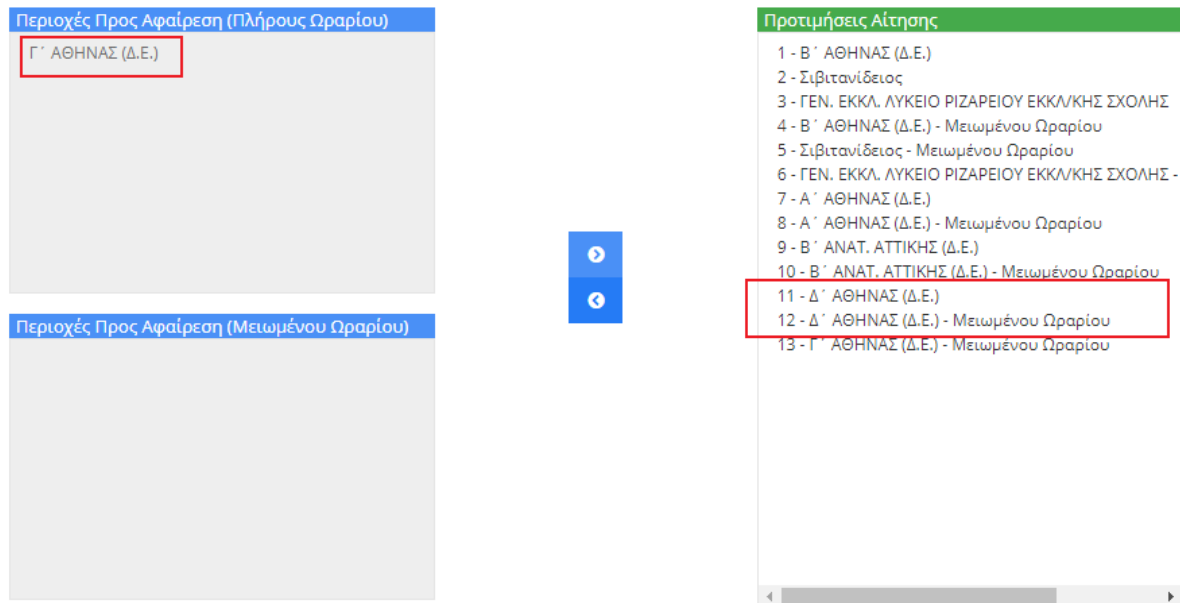 Περιοχές Προς Αφαίρεση (Πλήρους Ωραρίου)
Γ΄ ΑΘΗΝΑΣ (Δ.Ε.)
Περιοχές Προς Αφαίρεση (Μειωμένου Ωραρίου)
Προτιμήσεις Αίτησης
1 - Β΄ ΑΘΗΝΑΣ (Δ.Ε.)
2 - Σιβιτανίδειος
3 - ΓΕΝ. ΕΚΚΛ. ΛΥΚΕΙΟ ΡΙΖΑΡΕΙΟΥ ΕΚΚΛ/ΚΗΣ ΣΧΟΛΗΣ
4 - Β΄ ΑΘΗΝΑΣ (Δ.Ε.) - Μειωμένου Ωραρίου
5 - Σιβιτανίδειος - Μειωμένου Ωραρίου
6 - ΓΕΝ. ΕΚΚΛ. ΛΥΚΕΙΟ ΡΙΖΑΡΕΙΟΥ ΕΚΚΛ/ΚΗΣ ΣΧΟΛΗΣ -
7 - Α΄ ΑΘΗΝΑΣ (Δ.Ε.)
8 - Α΄ ΑΘΗΝΑΣ (Δ.Ε.) - Μειωμένου Ωραρίου
9 - Β΄ ΑΝΑΤ. ΑΤΤΙΚΗΣ (Δ.Ε.)
10 - Β΄ ΑΝΑΤ. ΑΤΤΙΚΗΣ (Δ.Ε.) - Μειωμένου Ωραρίου
11 - Δ΄ ΑΘΗΝΑΣ (Δ.Ε.)
12 - Δ΄ ΑΘΗΝΑΣ (Δ.Ε.) - Μειωμένου Ωραρίου
13 - Γ΄ ΑΘΗΝΑΣ (Δ.Ε.) - Μειωμένου Ωραρίου